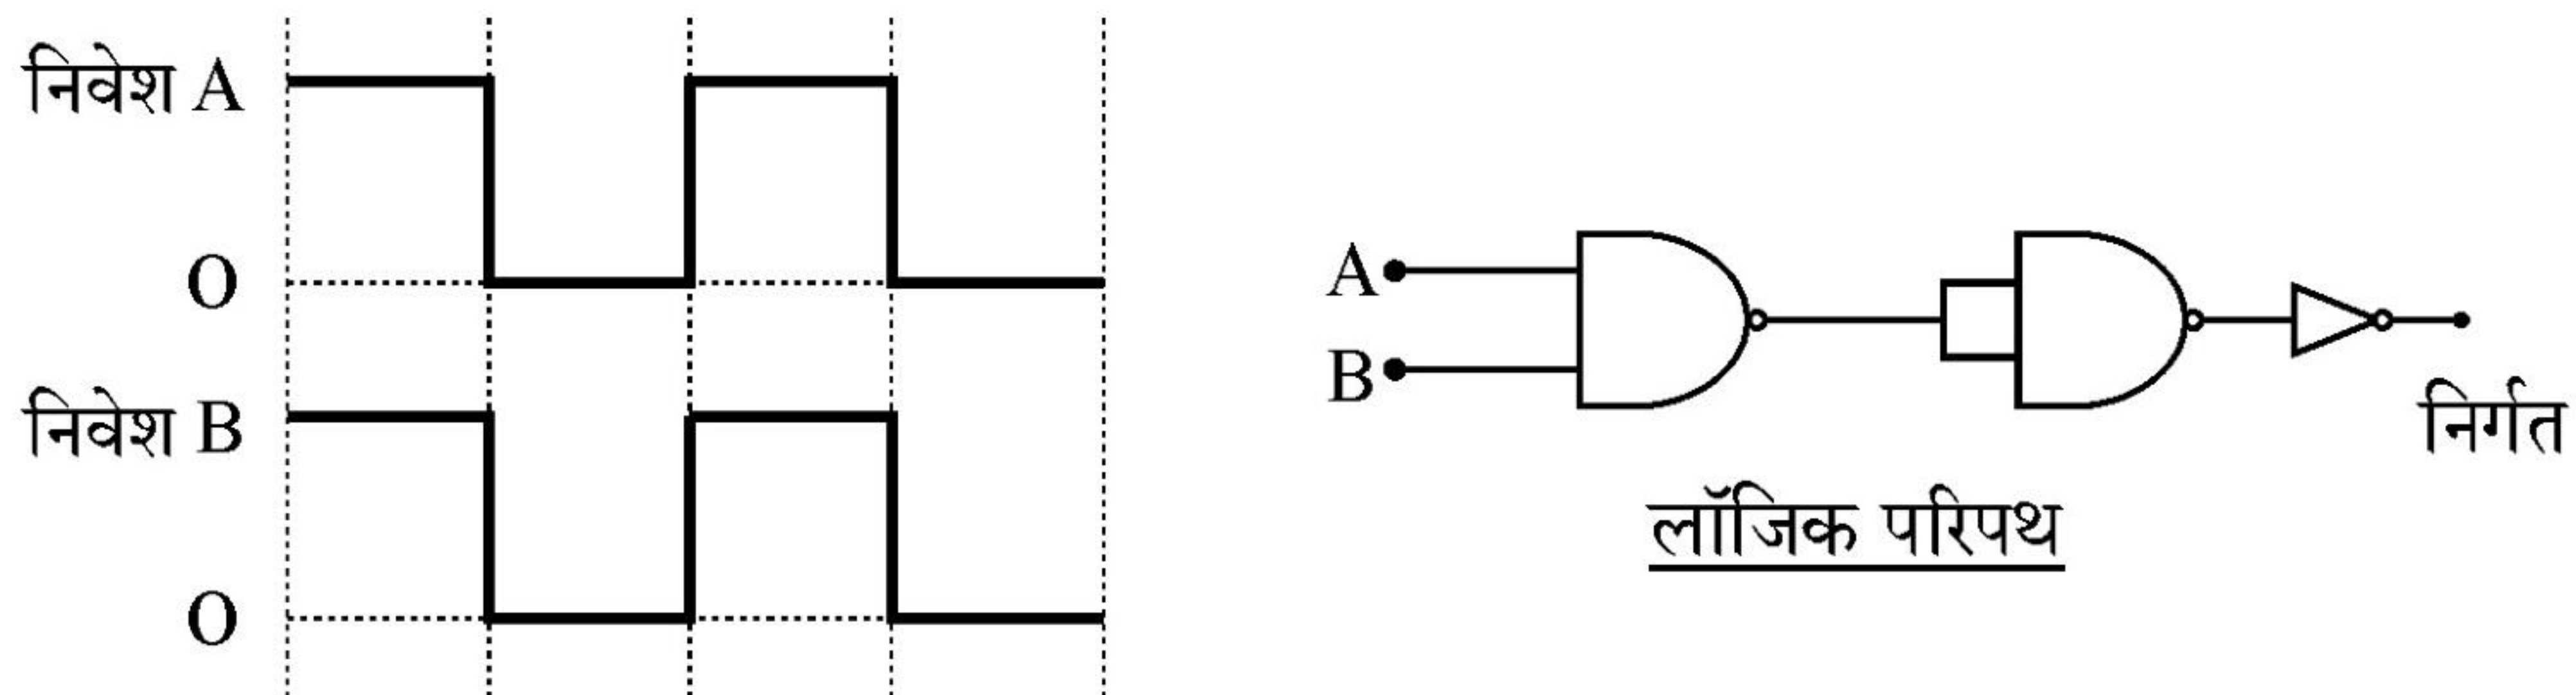 निवेश A
O
निवेश B
O
A
B
निर्गत
लॉजिक परिपथ